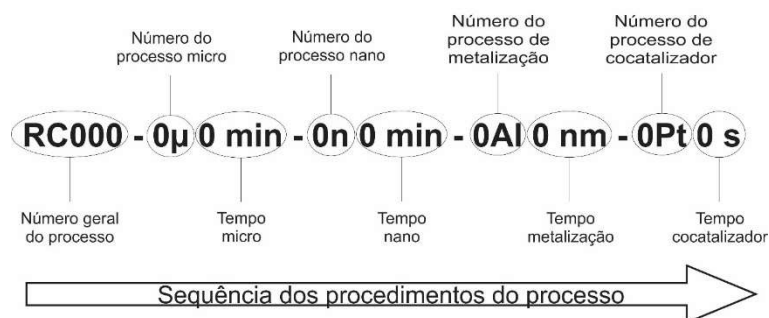 Número do
processo micro
Número do
processo nano
Número do
processo de
metalização
Número do
processo de
cocatalizador
RC000 - 0µ 0 min - 0n 0 min - 0Al 0 nm - 0Pt 0 s
Número geral
do processo
Tempo
micro
Tempo
nano
Tempo
metalização
Tempo
cocatalizador
Sequência dos procedimentos do processo